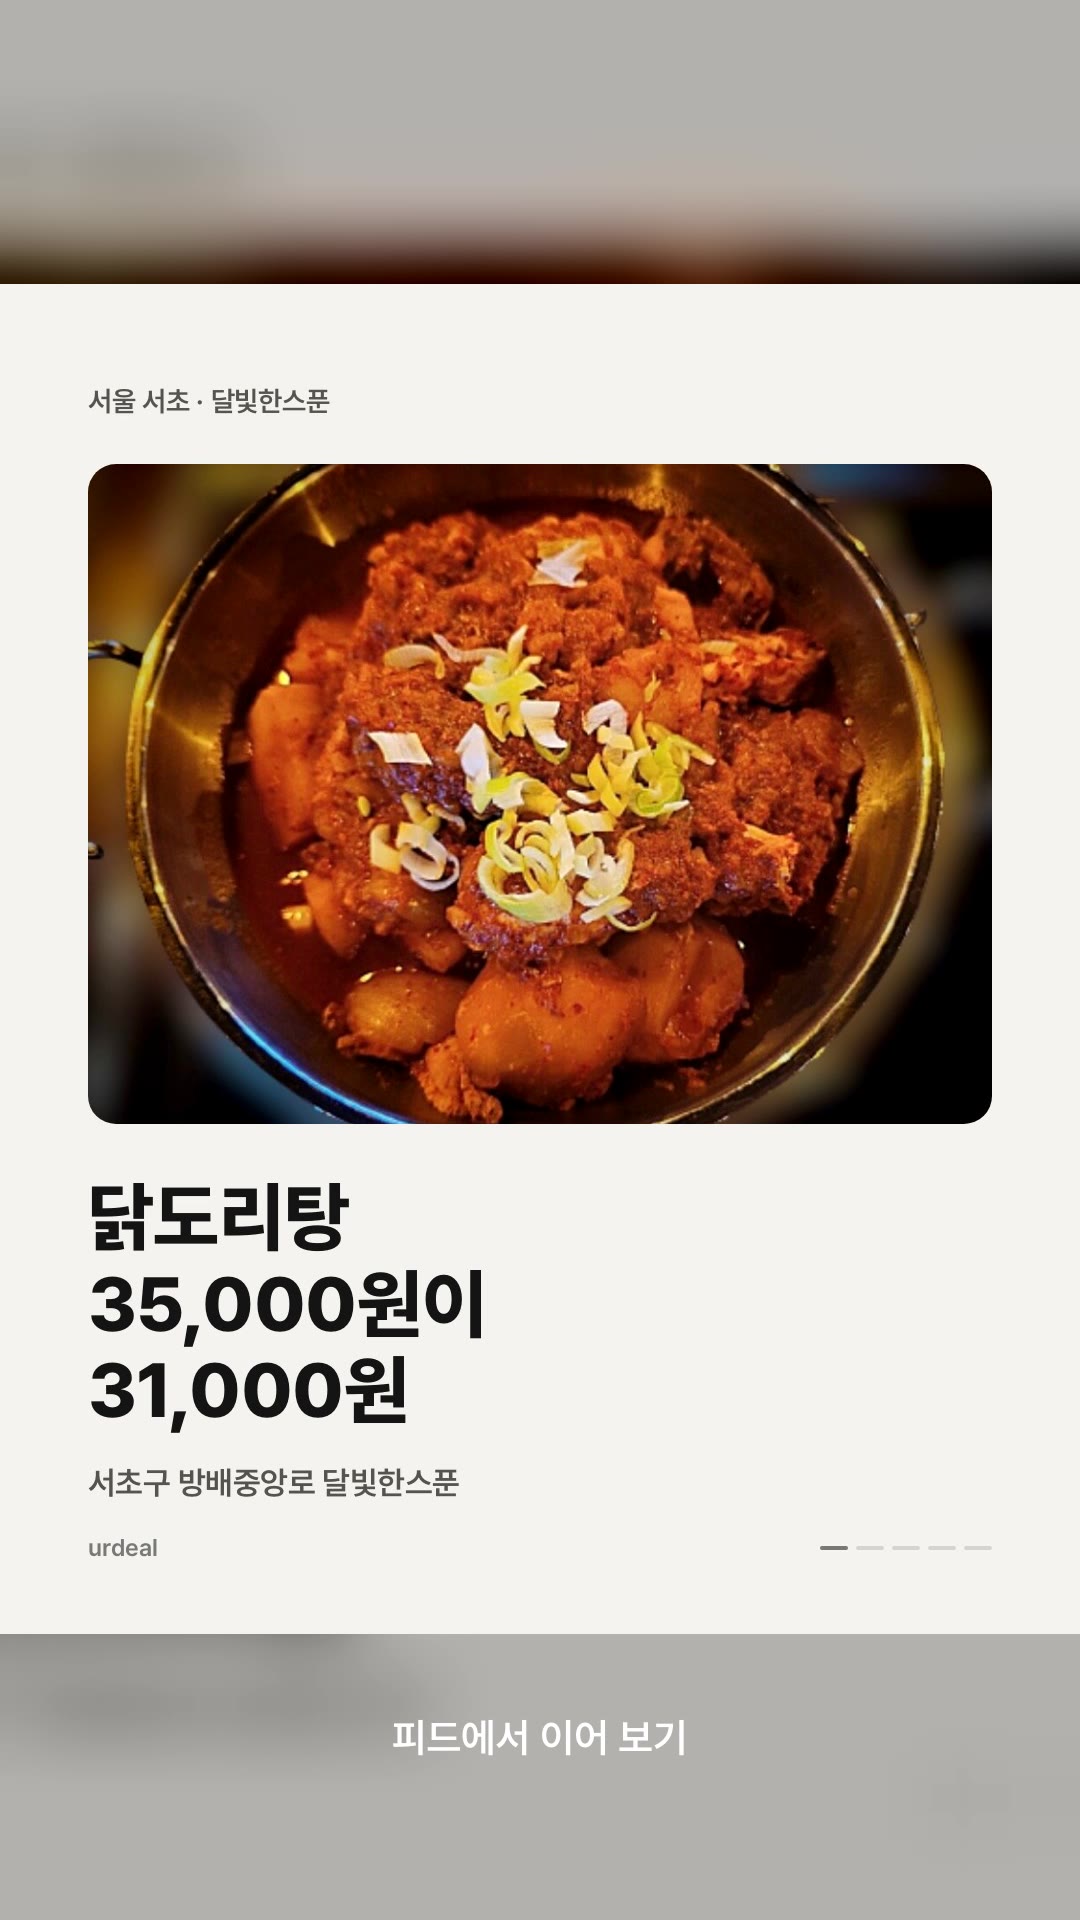 서울 서초 · 달빛한스푼
닭도리탕
35,000원이
31,000원
서초구 방배중앙로 달빛한스푼
urdeal
피드에서 이어 보기